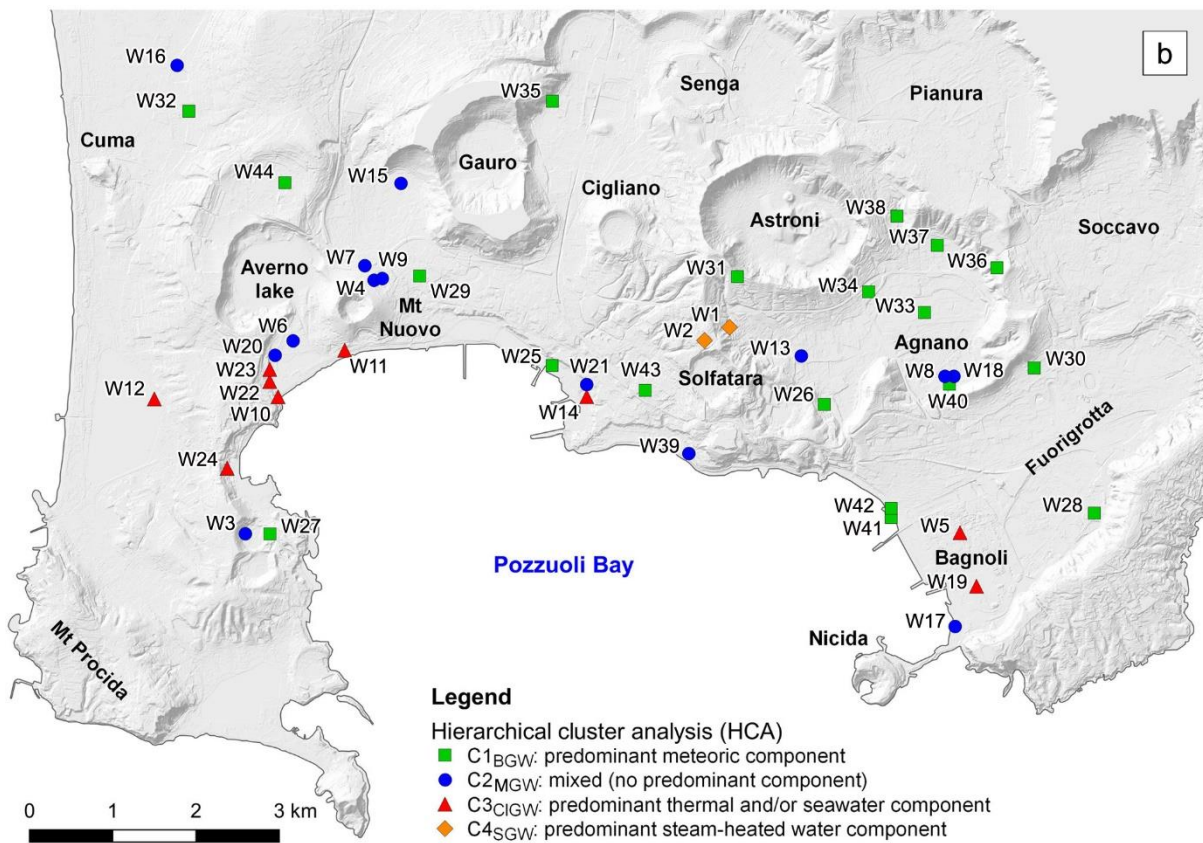 b
W16
W32
W35
Senga
Pianura
Cuma
W44
W15
Gauro
Cigliano
Astroni
W38
W37
W36
Soccavo
Averno
lake
W7
W9
W4
W29
Mt
Nuovo
W31
W34
W33
W1
W2
Agnano
W6
W20
W23
W22
W10
W11
W12
W25
W21
W14
W43
Solfatara
W13
W26
W8
W18
W40
W30
Fuorigrotta
W24
W39
W3
W27
W42
W41
W5
W28
Bagnoli
W19
W17
Pozzuoli Bay
Nicida
Mt Procida
Legend
Hierarchical cluster analysis (HCA)
C1BGW: predominant meteoric component
C2MGW: mixed (no predominant component)
C3ClGW: predominant thermal and/or seawater component
C4SGW: predominant steam-heated water component
0 1 2 3 km